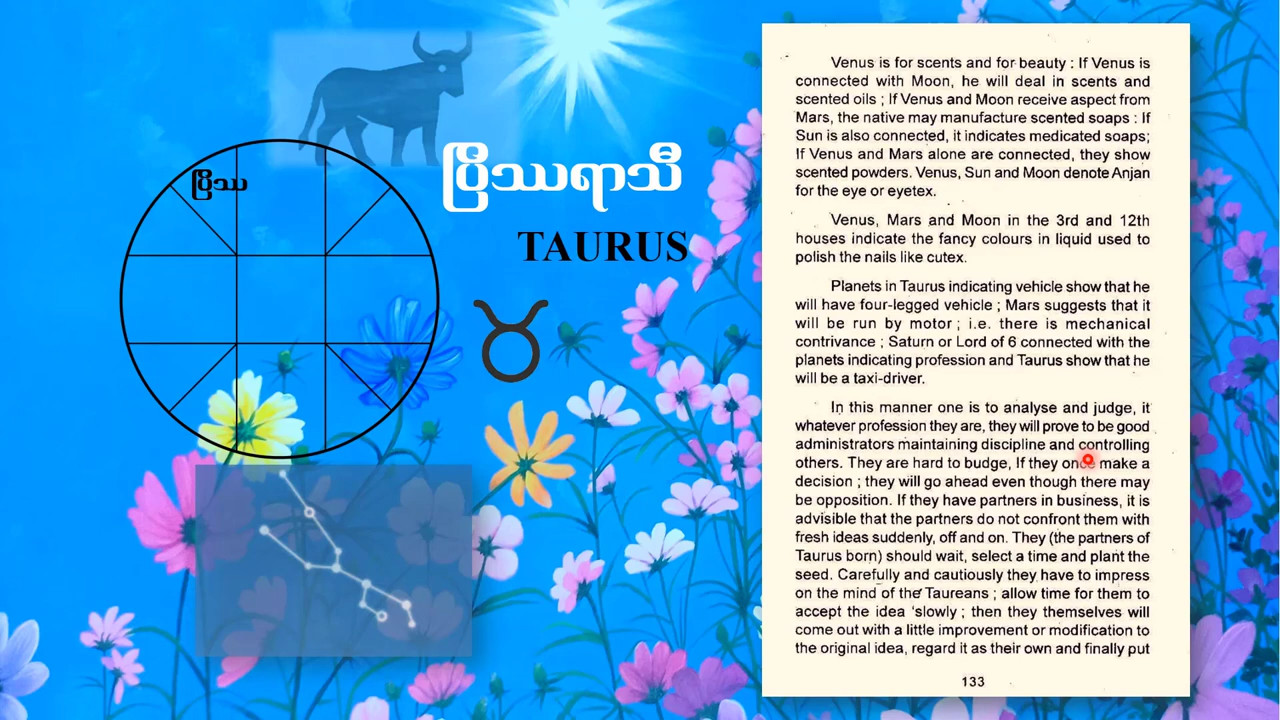 ပြိဿ
ပြိဿရာသီ
TAURUS
Venus is for scents and for beauty : If Venus is
connected with Moon, he will deal in scents and
scented oils ; If Venus and Moon receive aspect from
Mars, the native may manufacture scented soaps : If
Sun is also connected, it indicates medicated soaps;
If Venus and Mars alone are connected, they show
scented powders. Venus, Sun and Moon denote Anjan
for the eye or eyetex.
Venus, Mars and Moon in the 3rd and 12th
houses indicate the fancy colours in liquid used to
polish the nails like cutex.
Planets in Taurus indicating vehicle show that he
will have four-legged vehicle ; Mars suggests that it
will be run by motor ; i.e. there is mechanical
contrivance ; Saturn or Lord of 6 connected with the
planets indicating profession and Taurus show that he
will be a taxi-driver.
In this manner one is to analyse and judge, it
whatever profession they are, they will prove to be good
administrators maintaining discipline and controlling
others. They are hard to budge, If they once make a
decision ; they will go ahead even though there may
be opposition. If they have partners in business, it is
advisible that the partners do not confront them with
fresh ideas suddenly, off and on. They (the partners of
Taurus born) should wait, select a time and plant the
seed. Carefully and cautiously they have to impress
on the mind of the Taureans ; allow time for them to
accept the idea 'slowly ; then they themselves will
come out with a little improvement or modification to
the original idea, regard it as their own and finally put
133